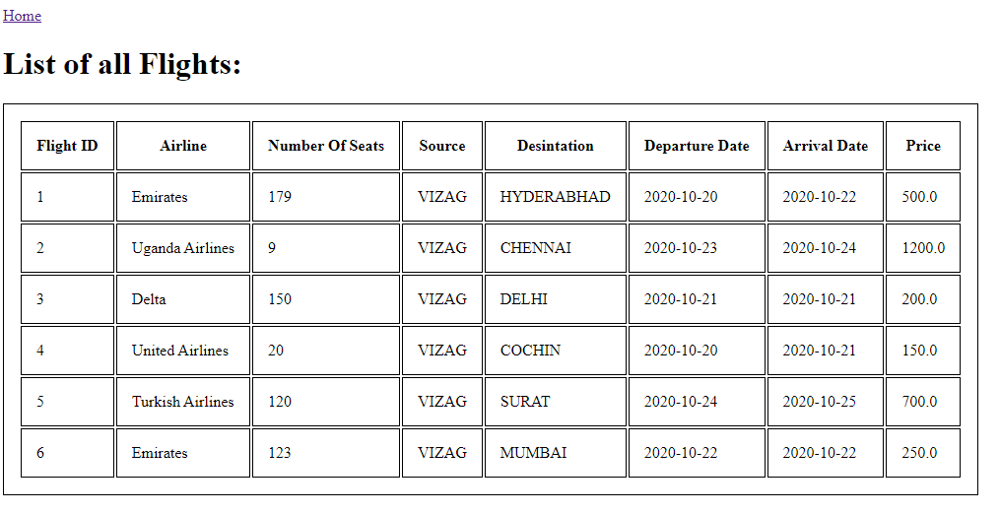 Home
List of all Flights:
Flight ID Airline Number Of Seats Source Desintation Departure Date Arrival Date Price
1 Emirates 179 VIZAG HYDERABHAD 2020-10-20 2020-10-22 500.0
2 Uganda Airlines 9 VIZAG CHENNAI 2020-10-23 2020-10-24 1200.0
3 Delta 150 VIZAG DELHI 2020-10-21 2020-10-21 200.0
4 United Airlines 20 VIZAG COCHIN 2020-10-20 2020-10-21 150.0
5 Turkish Airlines 120 VIZAG SURAT 2020-10-24 2020-10-25 700.0
6 Emirates 123 VIZAG MUMBAI 2020-10-22 2020-10-22 250.0